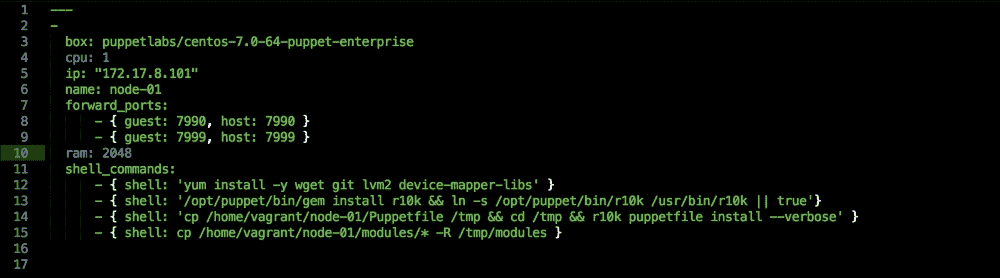 1 ---
2 -
3 box: puppetlabs/centos-7.0-64-puppet-enterprise
4 cpu: 1
5 ip: "172.17.8.101"
6 name: node-01
7 forward_ports:
8 - { guest: 7990, host: 7990 }
9 - { guest: 7999, host: 7999 }
10 ram: 2048
11 shell_commands:
12 - { shell: 'yum install -y wget git lvm2 device-mapper-libs' }
13 - { shell: '/opt/puppet/bin/gem install r10k && ln -s /opt/puppet/bin/r10k /usr/bin/r10k || true'}
14 - { shell: 'cp /home/vagrant/node-01/Puppetfile /tmp && cd /tmp && r10k puppetfile install --verbose' }
15 - { shell: cp /home/vagrant/node-01/modules/* -R /tmp/modules }
16
17